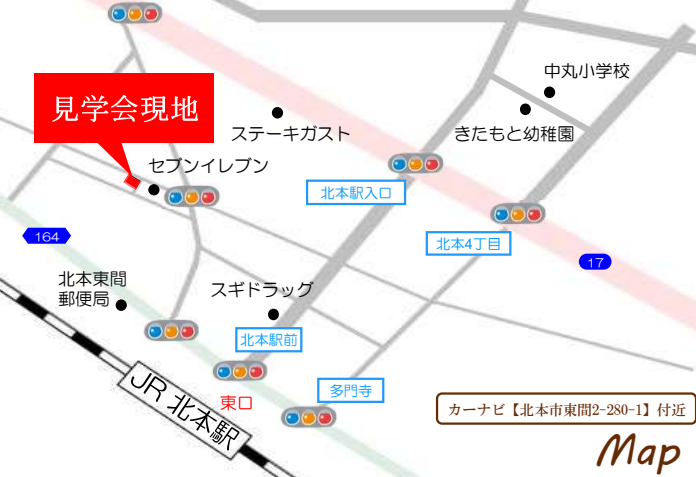 中丸小学校
見学会現地
ステーキガスト
きたもと幼稚園
セブンイレブン
北本駅入口
164
北本4丁目
17
北本東間
郵便局
スギドラッグ
北本駅前
JR 北本駅
東口
多門寺
カーナビ【北本市東間2-280-1】付近
Map